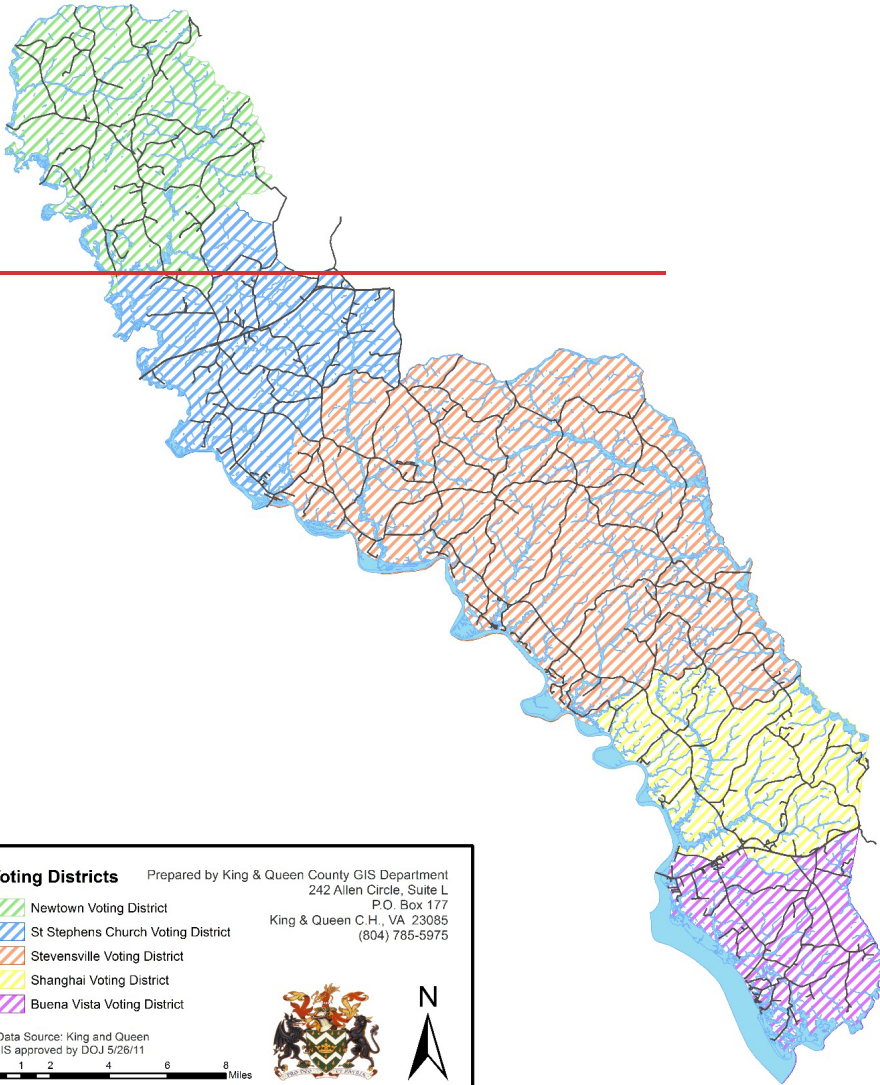 oting Districts
Prepared by King & Queen County GIS Department
242 Allen Circle, Suite L
P.O. Box 177
King & Queen C.H., VA 23085
(804) 785-5975
Newtown Voting District
St Stephens Church Voting District
Stevensville Voting District
Shanghai Voting District
Buena Vista Voting District
Data Source: King and Queen
IS approved by DOJ 5/26/11
1 2 4 6 8
Miles
N